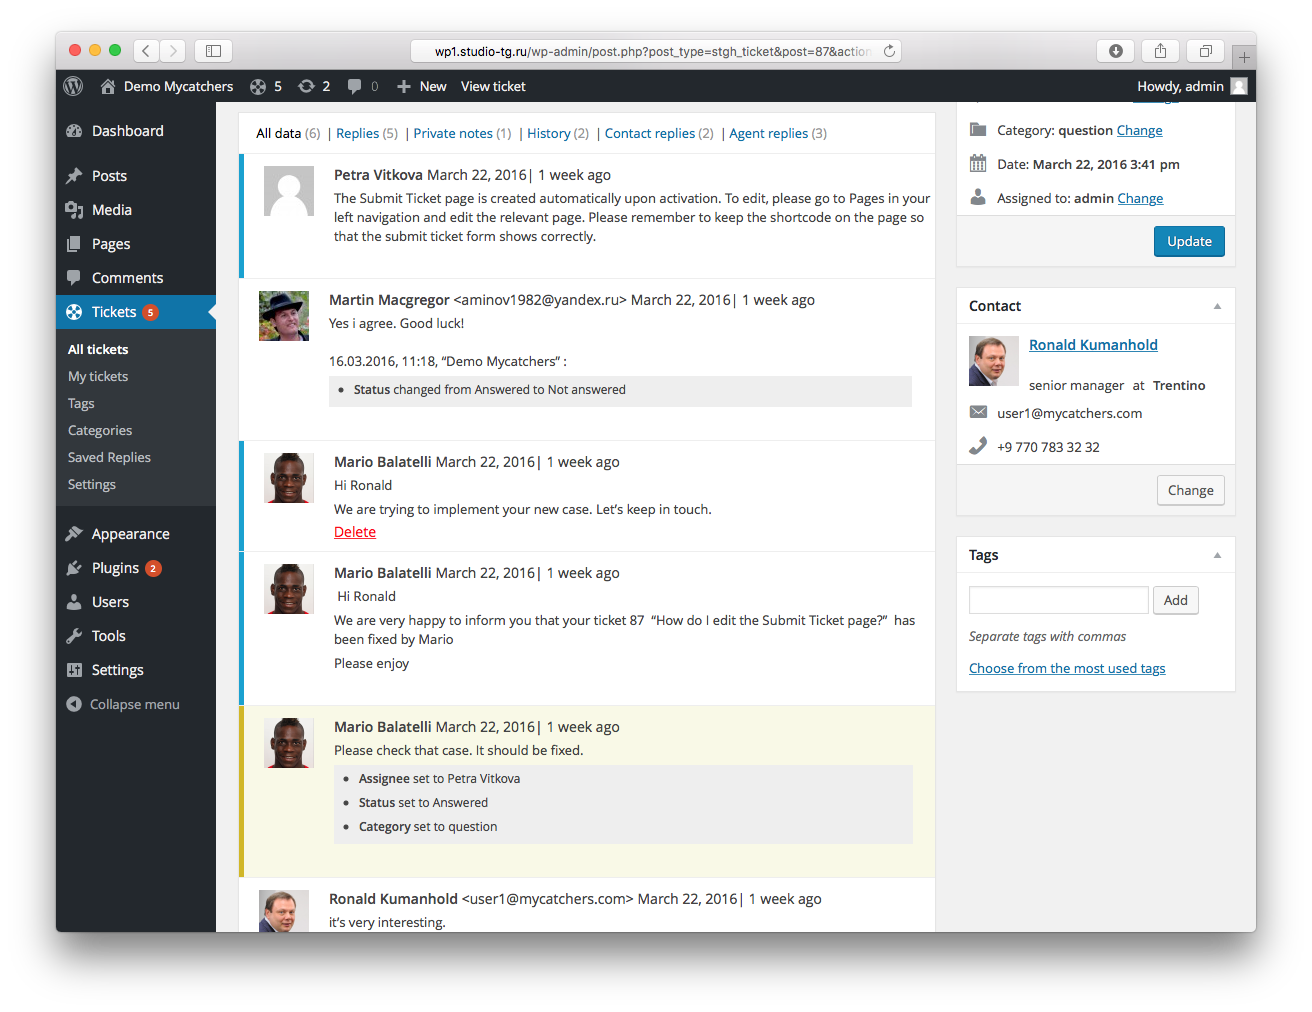 wp1.studio-tg.ru/wp-admin/post.php?post_type=stgh_ticket&post=87&action
Demo Mycatchers 5 2 0 New View ticket Howdy, admin
Dashboard
Posts
Media
Pages
Comments
Tickets 5
All tickets
My tickets
Tags
Categories
Saved Replies
Settings
Appearance
Plugins 2
Users
Tools
Settings
Collapse menu
All data (6) | Replies (5) | Private notes (1) | History (2) | Contact replies (2) | Agent replies (3)
Petra Vitkova March 22, 2016| 1 week ago
The Submit Ticket page is created automatically upon activation. To edit, please go to Pages in your
left navigation and edit the relevant page. Please remember to keep the shortcode on the page so
that the submit ticket form shows correctly.
Martin Macgregor <aminov1982@yandex.ru> March 22, 2016| 1 week ago
Yes i agree. Good luck!
16.03.2016, 11:18, “Demo Mycatchers” :
• Status changed from Answered to Not answered
Mario Balatelli March 22, 2016| 1 week ago
Hi Ronald
We are trying to implement your new case. Let’s keep in touch.
Delete
Mario Balatelli March 22, 2016| 1 week ago
Hi Ronald
We are very happy to inform you that your ticket 87 “How do I edit the Submit Ticket page?” has
been fixed by Mario
Please enjoy
Mario Balatelli March 22, 2016| 1 week ago
Please check that case. It should be fixed.
• Assignee set to Petra Vitkova
• Status set to Answered
• Category set to question
Ronald Kumanhold <user1@mycatchers.com> March 22, 2016| 1 week ago
it’s very interesting.
Category: question Change
Date: March 22, 2016 3:41 pm
Assigned to: admin Change
Update
Contact
Ronald Kumanhold
senior manager at Trentino
user1@mycatchers.com
+9 770 783 32 32
Change
Tags
Add
Separate tags with commas
Choose from the most used tags